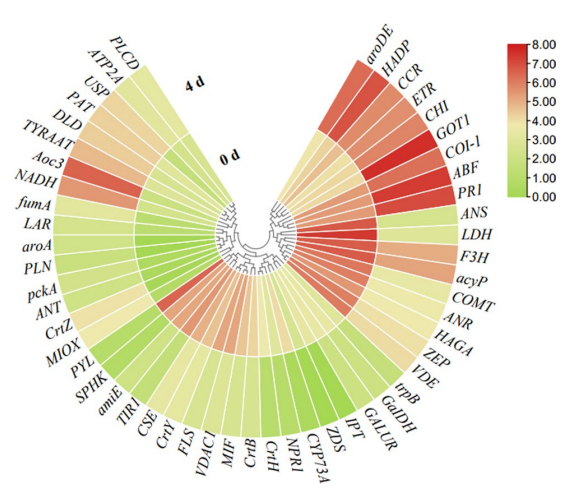 aroDE
HADP
CCR
ETR
CHI
GOT1
COI-1
ABF
PR1
ANS
LDH
F3H
acyP
COMT
ANR
HAGA
ZEP
VDE
trpB
GalDH
GALUR
IPT
ZDS
CYP73A
NPR1
CrtH
CrtB
MIF
VDAC1
FLS
CrtY
CSE
TIR1
amiE
SPHK
PYL
MIOX
CrtZ
ANT
pckA
PLN
aroA
LAR
fumA
NADH
Aoc3
TYRAAT
DLD
PAT
USP
ATP2A
PLCD
4 d
0 d
8.00
7.00
6.00
5.00
4.00
3.00
2.00
1.00
0.00